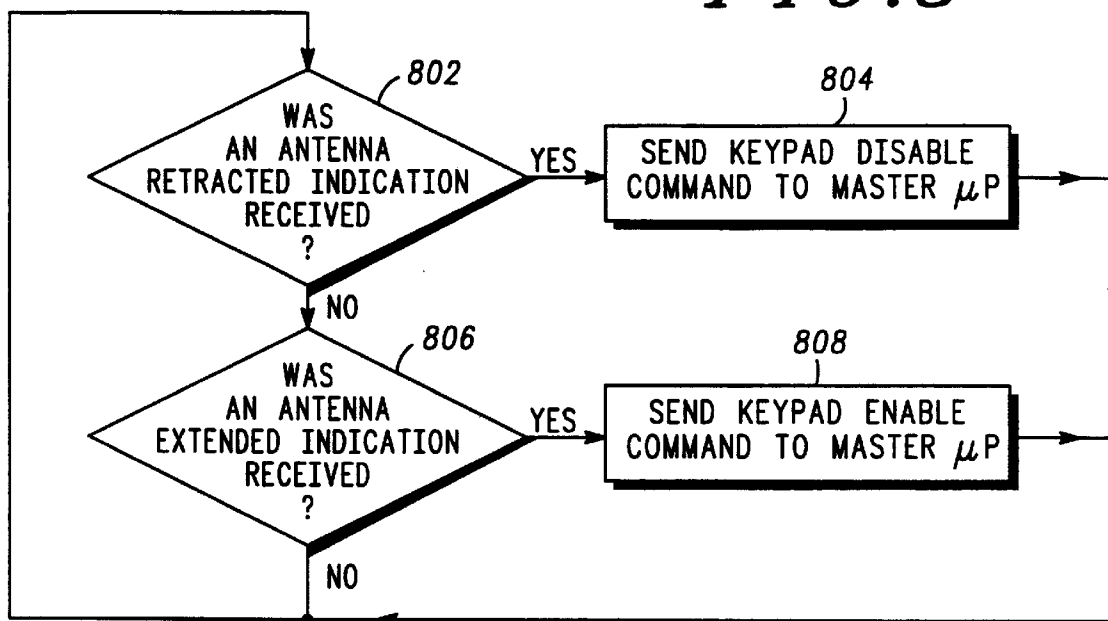 802
WAS
AN ANTENNA
RETRACTED INDICATION
RECEIVED
?
YES
804
SEND KEYPAD DISABLE
COMMAND TO MASTER μP
NO
806
WAS
AN ANTENNA
EXTENDED INDICATION
RECEIVED
?
YES
808
SEND KEYPAD ENABLE
COMMAND TO MASTER μP
NO